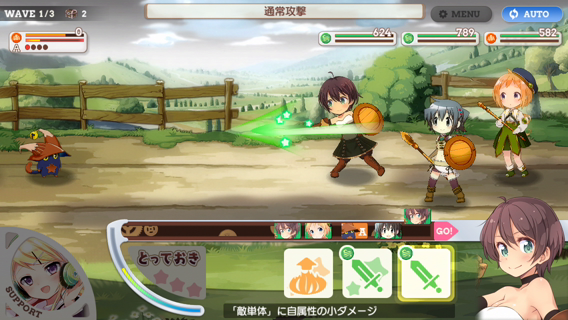 WAVE 1/3 2
通常攻撃
MENU
AUTO
0
624
789
582
A
A
GO!
SUPPORT
とっておき
「敵単体」に自属性の小ダメージ